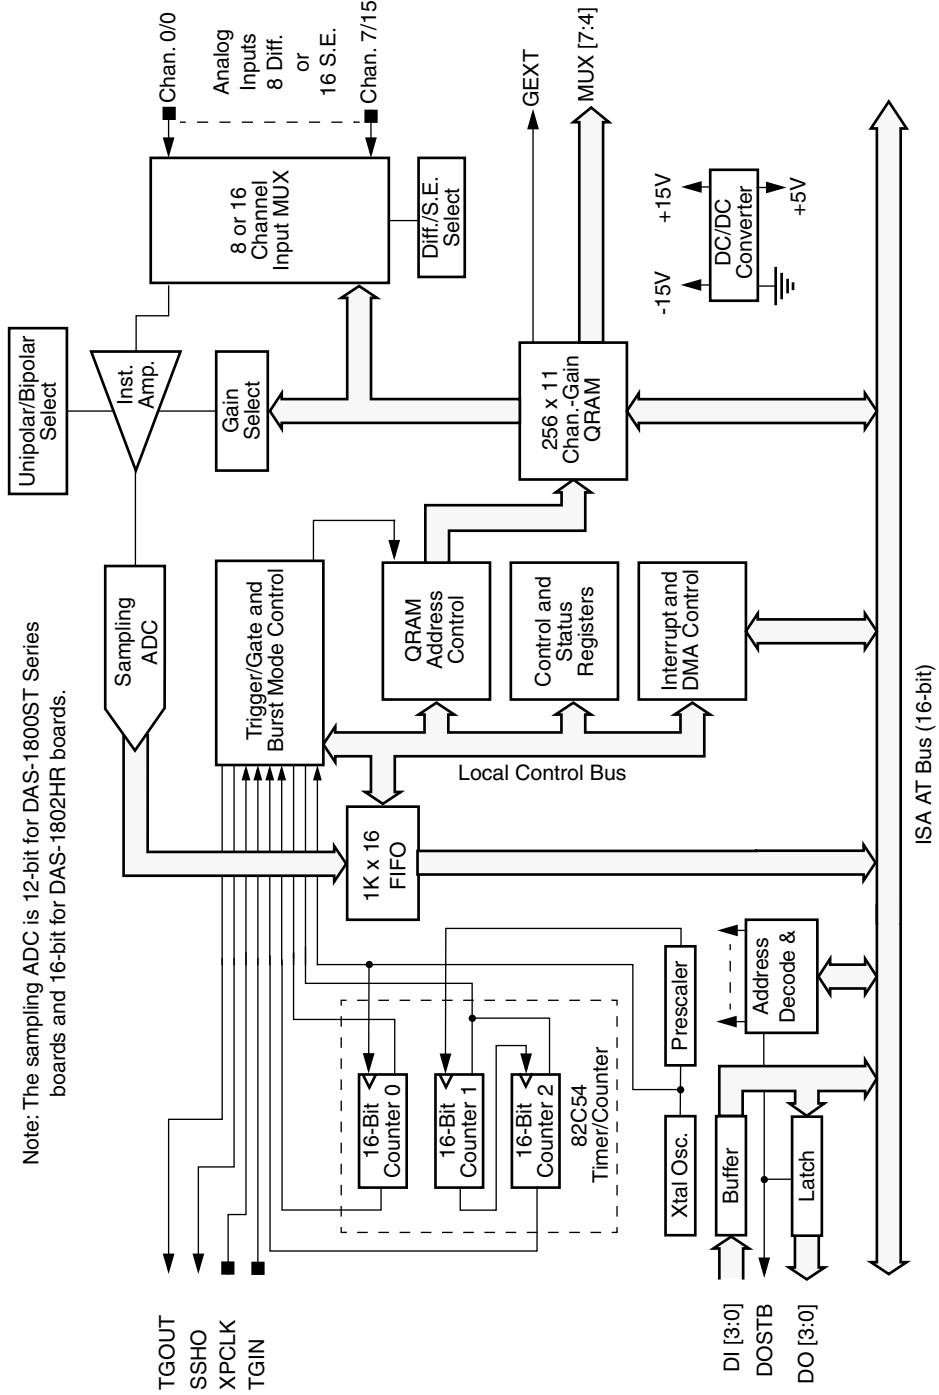 Note: The sampling ADC is 12-bit for DAS-1800ST Series
boards and 16-bit for DAS-1802HR boards.
Unipolar/Bipolar
Select
Inst.
Amp.
Sampling
ADC
Gain
Select
8 or 16
Channel
Input MUX
Chan. 0/0
Analog
Inputs
8 Diff.
or
16 S.E.
Chan. 7/15
Diff./S.E.
Select
TGOUT
SSHO
XPCLK
TGIN
Trigger/Gate and
Burst Mode Control
1K x 16
FIFO
QRAM
Address
Control
Control and
Status
Registers
Interrupt and
DMA Control
Local Control Bus
256 x 11
Chan.-Gain
QRAM
GEXT
MUX [7:4]
16-Bit
Counter 0
16-Bit
Counter 1
16-Bit
Counter 2
82C54
Timer/Counter
Xtal Osc.
Prescaler
-15V
+15V
DC/DC
Converter
+5V
DI [3:0]
DOSTB
DO [3:0]
Buffer
Latch
Address
Decode &
ISA AT Bus (16-bit)